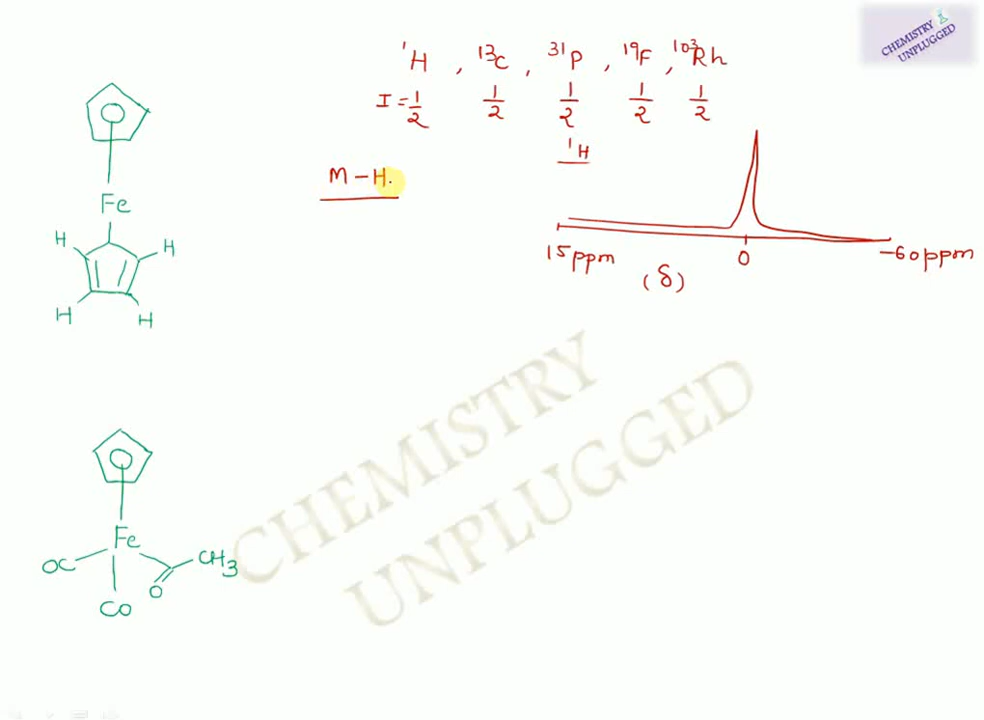 CHEMISTRY
UNPLUGGED
¹H , ¹³C , ³¹P , ¹⁹F , ¹⁰³Rh
I = 1/2 1/2 1/2 1/2 1/2
¹H
M – H.
15ppm 0 -60ppm
(δ)
Fe
H H
H H
Fe
OC CH₃
O
CO
CHEMISTRY
UNPLUGGED